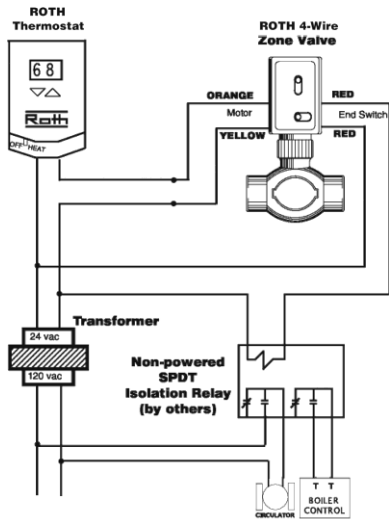 ROTH
Thermostat
68
Roth
OFF HEAT
ROTH 4-Wire
Zone Valve
ORANGE
RED
Motor
End Switch
YELLOW
RED
Transformer
24 vac
120 vac
Non-powered
SPDT
Isolation Relay
(by others)
T T
BOILER
CONTROL
CIRCULATOR